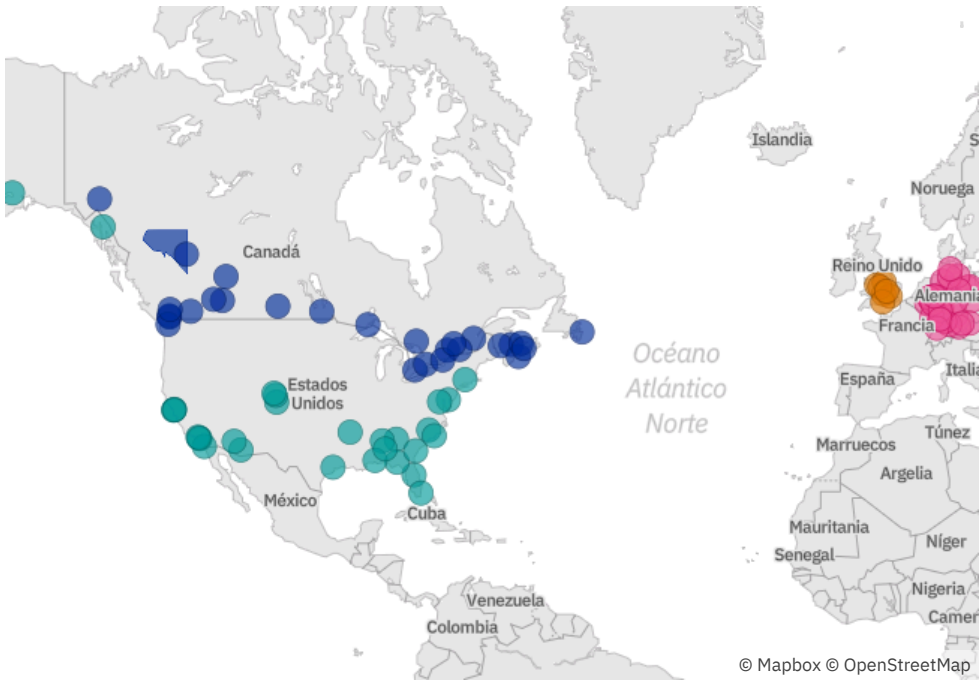 Islandia
S
Noruega
Canadá
Reino Unido
Alemania
Francia
Océano
Atlántico
Norte
Estados
Unidos
España
Italia
Túnez
Marruecos
Argelia
México
Cuba
Mauritania
Níger
Senegal
Nigeria
Venezuela
Colombia
Camer
© Mapbox © OpenStreetMap